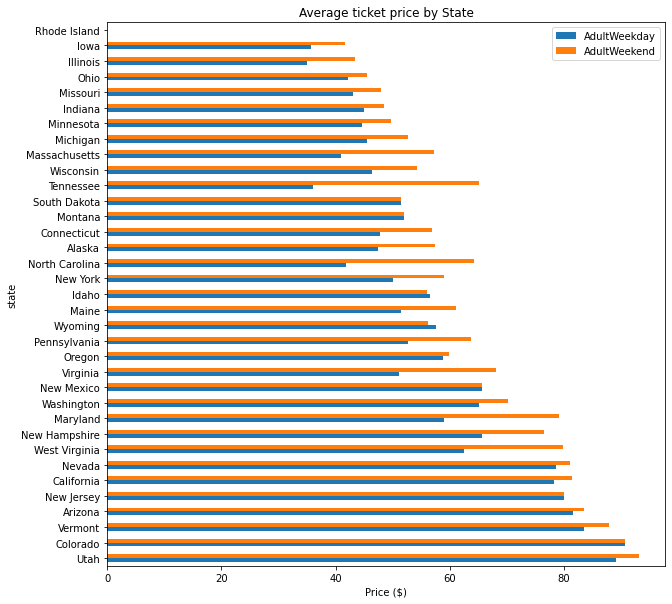 Average ticket price by State
AdultWeekday
AdultWeekend
Rhode Island
Iowa
Illinois
Ohio
Missouri
Indiana
Minnesota
Michigan
Massachusetts
Wisconsin
Tennessee
South Dakota
Montana
Connecticut
Alaska
North Carolina
New York
Idaho
Maine
Wyoming
Pennsylvania
Oregon
Virginia
New Mexico
Washington
Maryland
New Hampshire
West Virginia
Nevada
California
New Jersey
Arizona
Vermont
Colorado
Utah
state
0 20 40 60 80
Price ($)